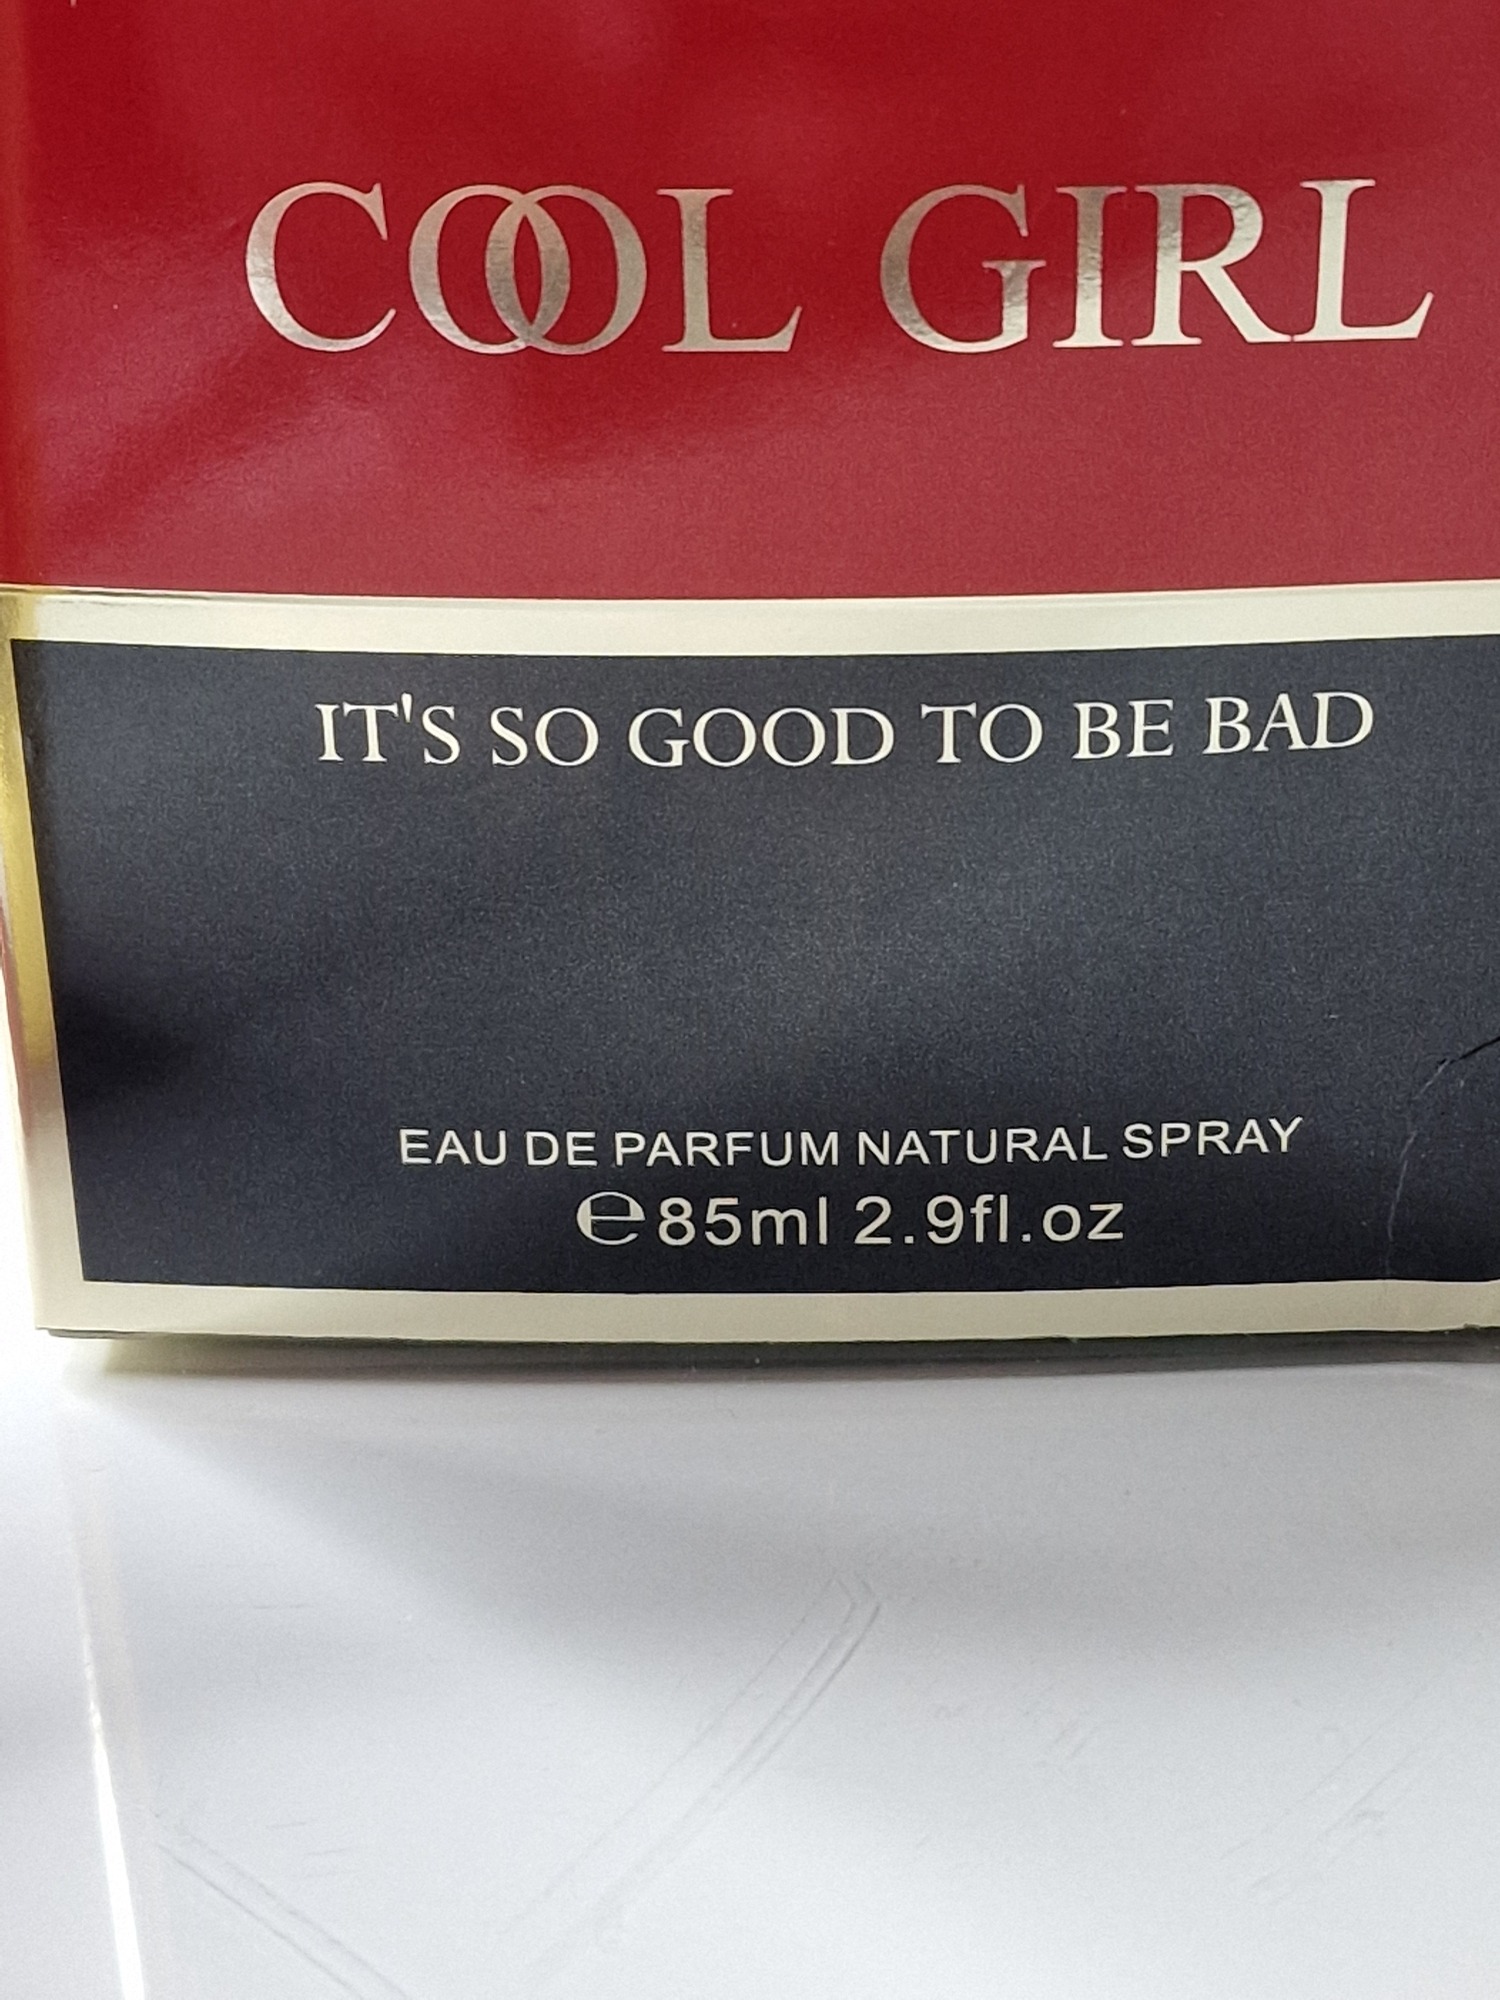 COOL GIRL
IT'S SO GOOD TO BE BAD
EAU DE PARFUM NATURAL SPRAY
℮85ml 2.9fl.oz